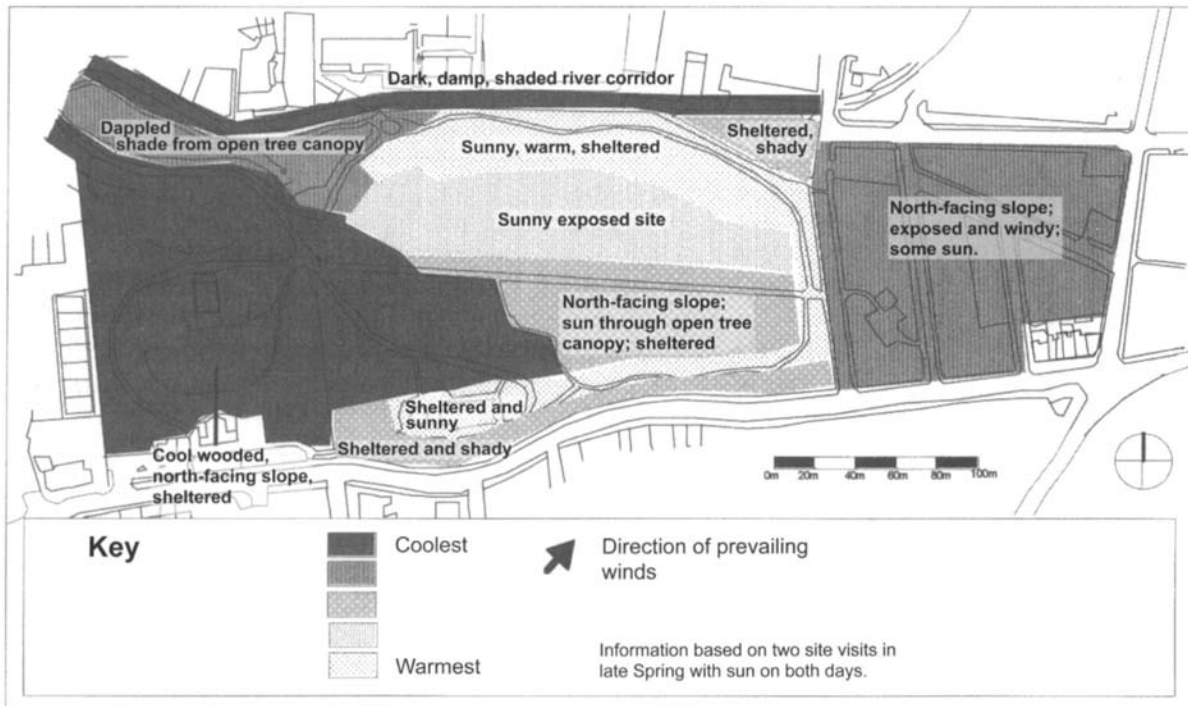 Dark, damp, shaded river corridor
Dappled
shade from open tree canopy
Sunny, warm, sheltered
Sheltered,
shady
Sunny exposed site
North-facing slope;
exposed and windy;
some sun.
North-facing slope;
sun through open tree
canopy; sheltered
Sheltered and
sunny
Sheltered and shady
Cool wooded,
north-facing slope,
sheltered
0m 20m 40m 60m 80m 100m
Key
Coolest
Warmest
Direction of prevailing
winds
Information based on two site visits in
late Spring with sun on both days.